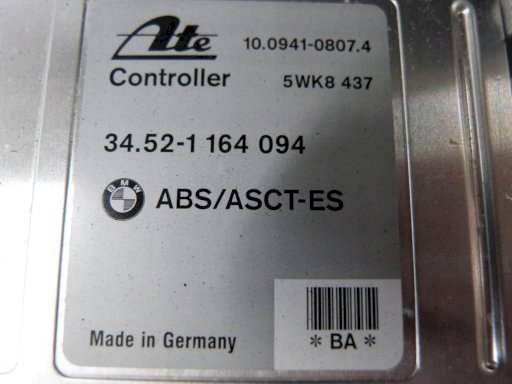 Ate 10.0941-0807.4
Controller 5WK8 437
34.52-1 164 094
BMW ABS/ASCT-ES
Made in Germany * BA *